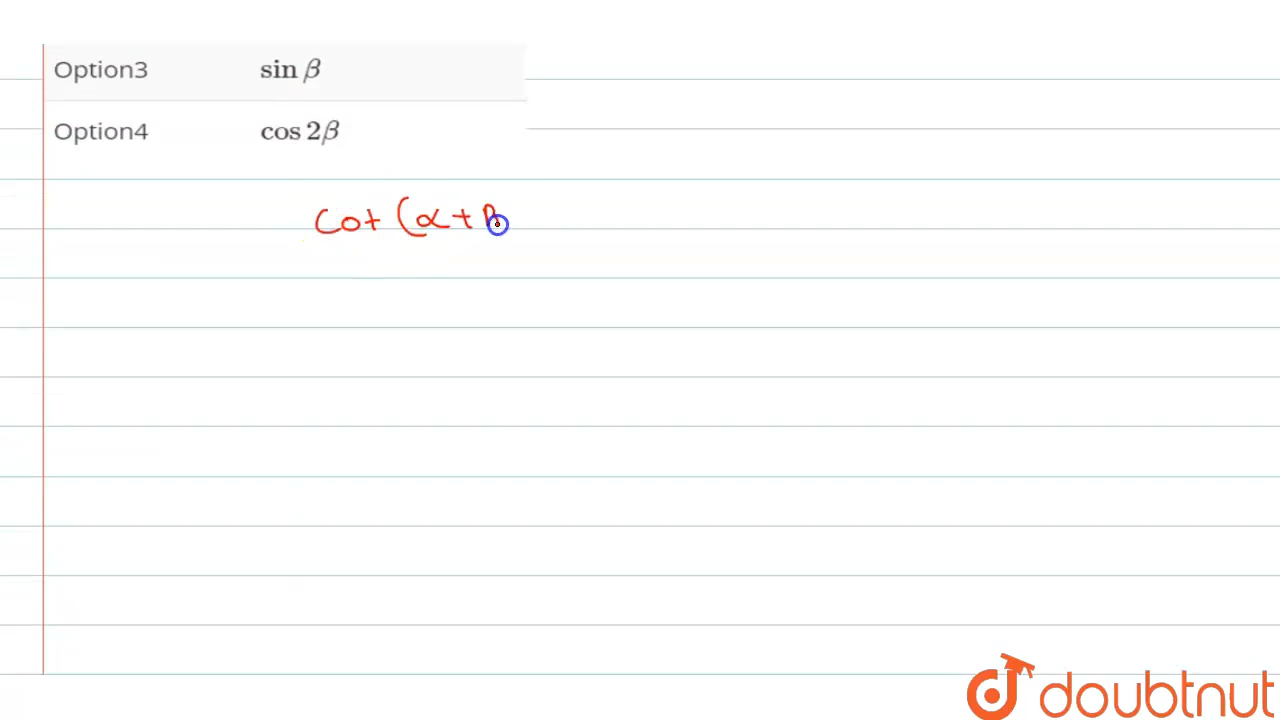 Option3 sin β
Option4 cos 2β
Cot (α + β
doubtnut